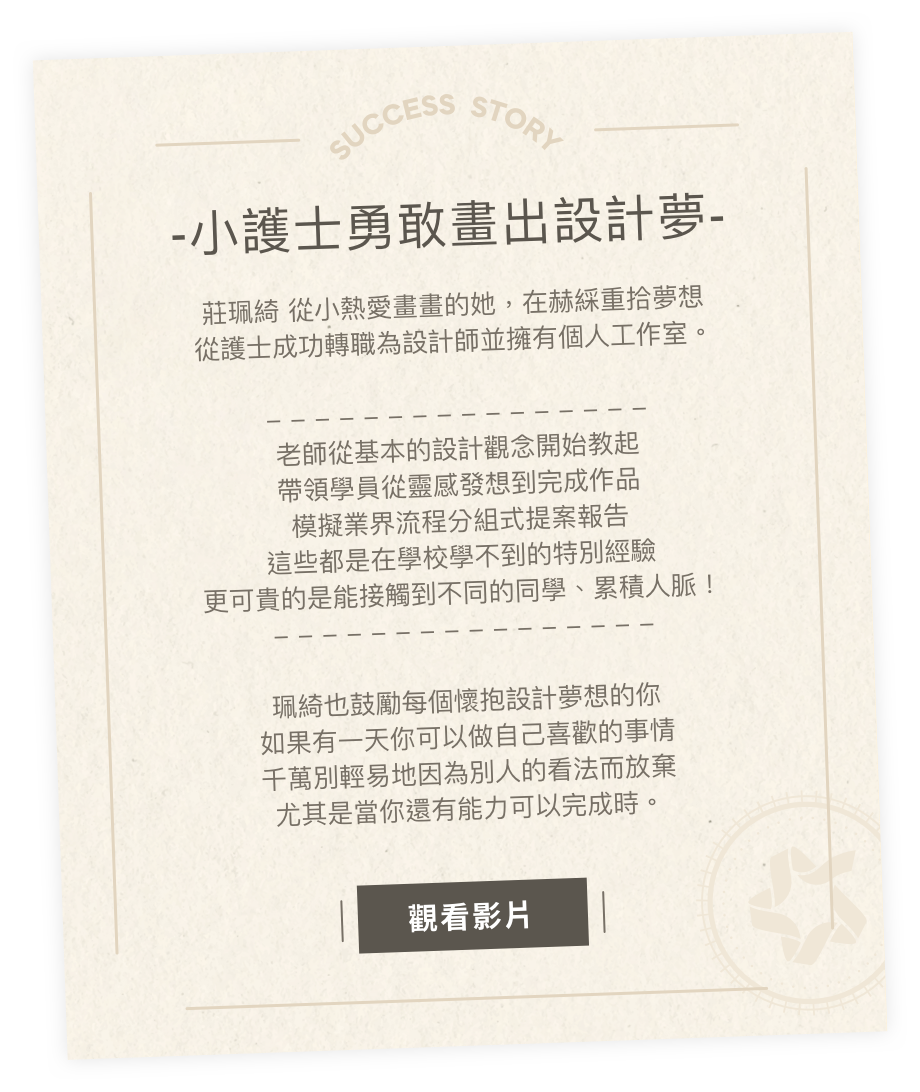 SUCCESS STORY
-小護士勇敢畫出設計夢-
莊珮綺 從小熱愛畫畫的她，在赫綵重拾夢想
從護士成功轉職為設計師並擁有個人工作室。
_ _ _ _ _ _ _ _ _ _ _ _ _ _ _ _
老師從基本的設計觀念開始教起
帶領學員從靈感發想到完成作品
模擬業界流程分組式提案報告
這些都是在學校學不到的特別經驗
更可貴的是能接觸到不同的同學、累積人脈！
_ _ _ _ _ _ _ _ _ _ _ _ _ _ _ _
珮綺也鼓勵每個懷抱設計夢想的你
如果有一天你可以做自己喜歡的事情
千萬別輕易地因為別人的看法而放棄
尤其是當你還有能力可以完成時。
觀看影片